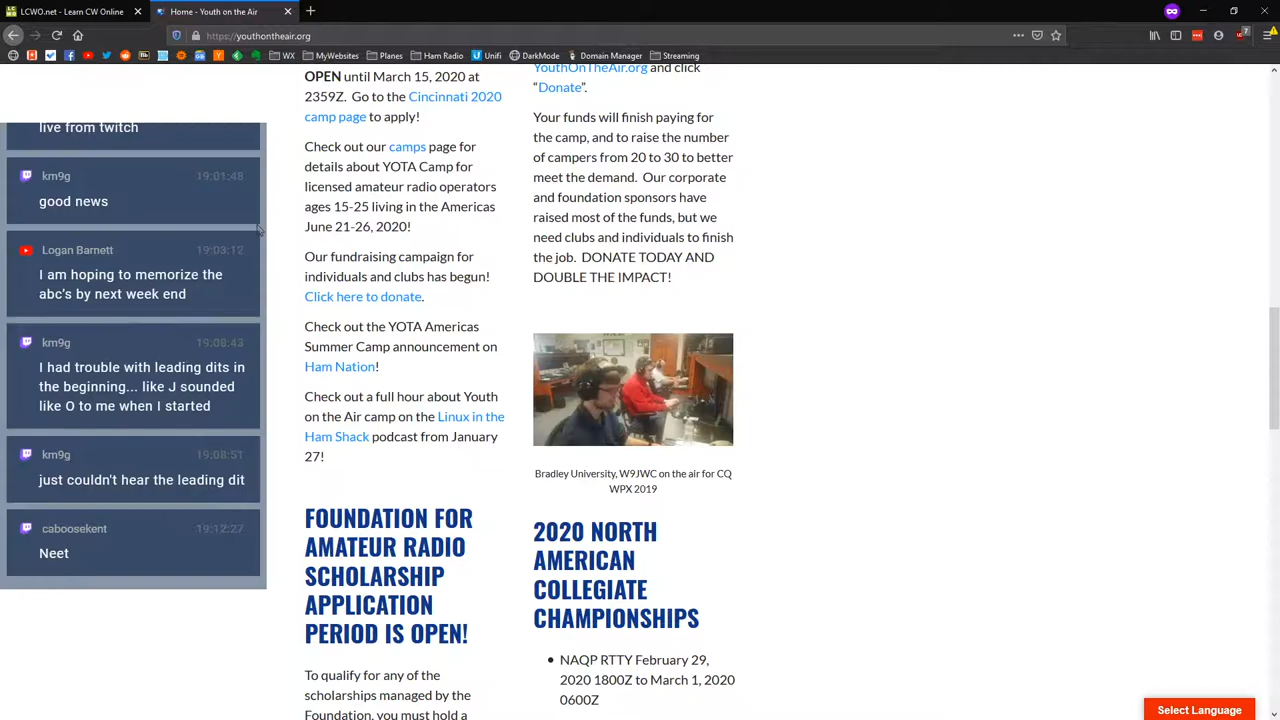 LCWO.net - Learn CW Online
Home - Youth on the Air
https://youthontheair.org
WX
MyWebsites
Planes
Ham Radio
Unifi
DarkMode
Domain Manager
Streaming
live from twitch
km9g 19:01:48
good news
Logan Barnett 19:03:12
I am hoping to memorize the
abc's by next week end
km9g 19:08:43
I had trouble with leading dits in
the beginning... like J sounded
like O to me when I started
km9g 19:08:51
just couldn't hear the leading dit
caboosekent 19:12:27
Neet
OPEN until March 15, 2020 at
2359Z. Go to the Cincinnati 2020
camp page to apply!
Check out our camps page for
details about YOTA Camp for
licensed amateur radio operators
ages 15-25 living in the Americas
June 21-26, 2020!
Our fundraising campaign for
individuals and clubs has begun!
Click here to donate.
Check out the YOTA Americas
Summer Camp announcement on
Ham Nation!
Check out a full hour about Youth
on the Air camp on the Linux in the
Ham Shack podcast from January
27!
FOUNDATION FOR
AMATEUR RADIO
SCHOLARSHIP
APPLICATION
PERIOD IS OPEN!
To qualify for any of the
scholarships managed by the
Foundation, you must hold a
YouthOnTheAir.org and click
“Donate”.
Your funds will finish paying for
the camp, and to raise the number
of campers from 20 to 30 to better
meet the demand. Our corporate
and foundation sponsors have
raised most of the funds, but we
need clubs and individuals to finish
the job. DONATE TODAY AND
DOUBLE THE IMPACT!
Bradley University, W9JWC on the air for CQ
WPX 2019
2020 NORTH
AMERICAN
COLLEGIATE
CHAMPIONSHIPS
• NAQP RTTY February 29,
2020 1800Z to March 1, 2020
0600Z
Select Language